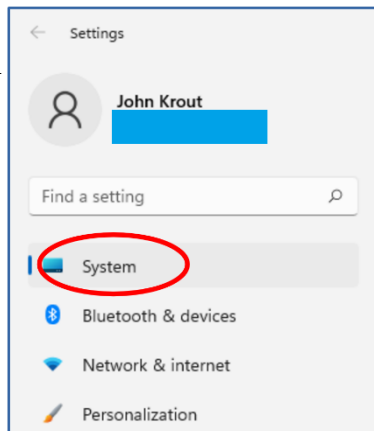 Settings
John Krout
Find a setting
System
Bluetooth & devices
Network & internet
Personalization